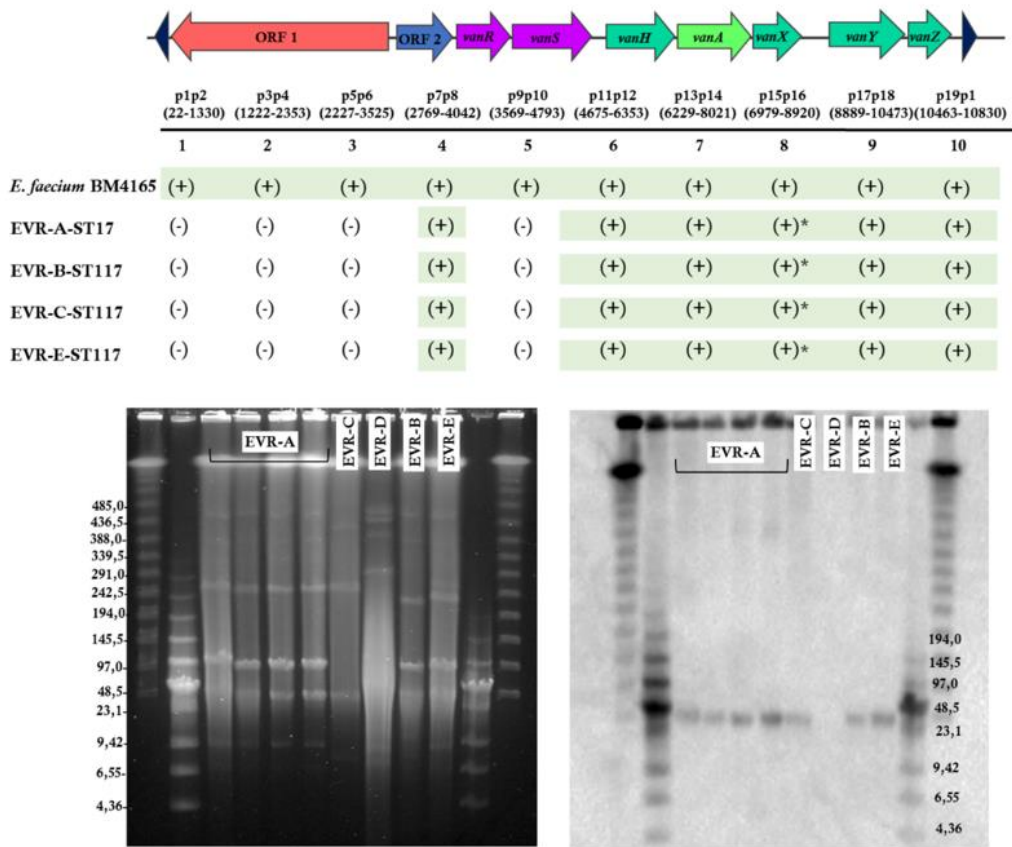 ORF 1 ORF 2 vanR vanS vanH vanA vanX vanY vanZ
p1p2 p3p4 p5p6 p7p8 p9p10 p11p12 p13p14 p15p16 p17p18 p19p1
(22-1330) (1222-2353) (2227-3525) (2769-4042) (3569-4793) (4675-6353) (6229-8021) (6979-8920) (8889-10473) (10463-10830)
1 2 3 4 5 6 7 8 9 10
E. faecium BM4165 (+) (+) (+) (+) (+) (+) (+) (+) (+) (+)
EVR-A-ST17 (-) (-) (-) (+) (-) (+) (+) (+)* (+) (+)
EVR-B-ST117 (-) (-) (-) (+) (-) (+) (+) (+)* (+) (+)
EVR-C-ST117 (-) (-) (-) (+) (-) (+) (+) (+)* (+) (+)
EVR-E-ST117 (-) (-) (-) (+) (-) (+) (+) (+)* (+) (+)
EVR-A EVR-C EVR-D EVR-B EVR-E
485,0
436,5
388,0
339,5
291,0
242,5
194,0
145,5
97,0
48,5
23,1
9,42
6,55
4,36
EVR-A EVR-C EVR-D EVR-B EVR-E
194,0
145,5
97,0
48,5
23,1
9,42
6,55
4,36